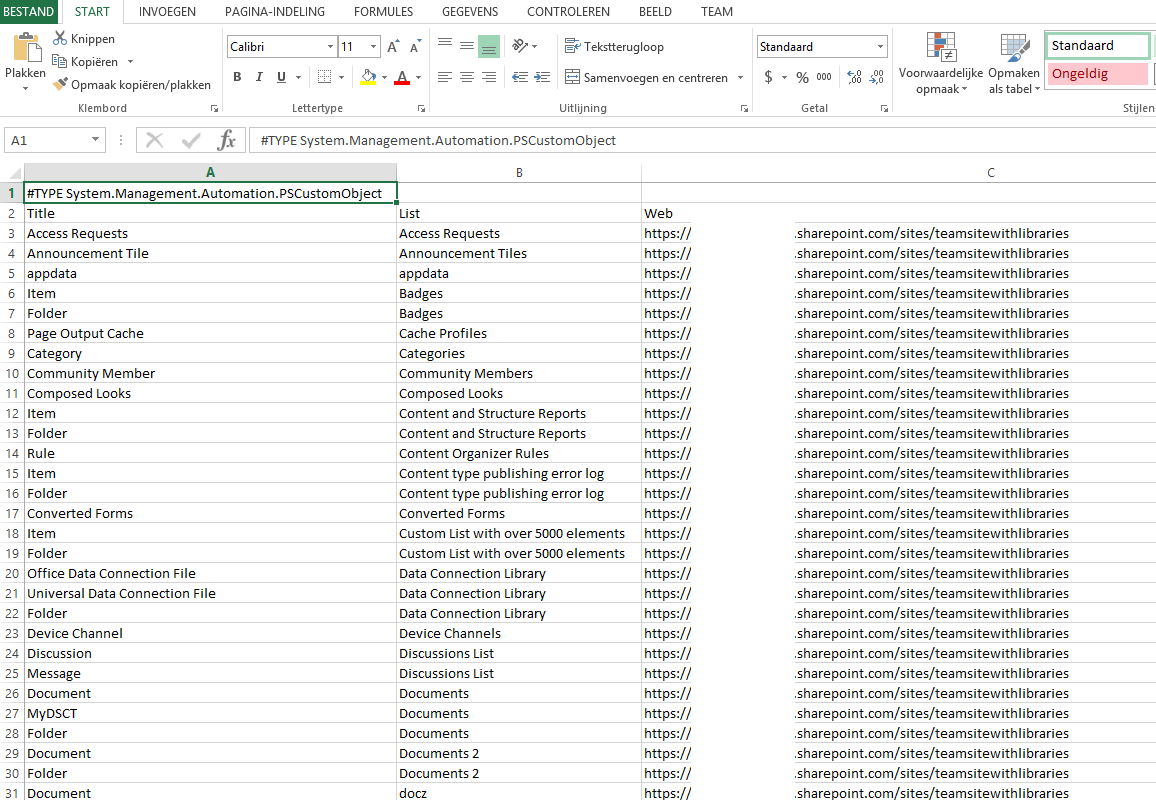 BESTAND START INVOEGEN PAGINA-INDELING FORMULES GEGEVENS CONTROLEREN BEELD TEAM
Plakken
Knippen
Kopiëren
Opmaak kopiëren/plakken
Klembord
Calibri 11 A A
B I U A
Lettertype
Tekstterugloop
Samenvoegen en centreren
Uitlijning
Standaard
$ % 000 ,00 ,00
Getal
Voorwaardelijke opmaak
Opmaken als tabel
Standaard
Ongeldig
Stijlen
A1 fx #TYPE System.Management.Automation.PSCustomObject
A B C
1 #TYPE System.Management.Automation.PSCustomObject
2 Title List Web
3 Access Requests Access Requests https:// .sharepoint.com/sites/teamsitewithlibraries
4 Announcement Tile Announcement Tiles https:// .sharepoint.com/sites/teamsitewithlibraries
5 appdata appdata https:// .sharepoint.com/sites/teamsitewithlibraries
6 Item Badges https:// .sharepoint.com/sites/teamsitewithlibraries
7 Folder Badges https:// .sharepoint.com/sites/teamsitewithlibraries
8 Page Output Cache Cache Profiles https:// .sharepoint.com/sites/teamsitewithlibraries
9 Category Categories https:// .sharepoint.com/sites/teamsitewithlibraries
10 Community Member Community Members https:// .sharepoint.com/sites/teamsitewithlibraries
11 Composed Looks Composed Looks https:// .sharepoint.com/sites/teamsitewithlibraries
12 Item Content and Structure Reports https:// .sharepoint.com/sites/teamsitewithlibraries
13 Folder Content and Structure Reports https:// .sharepoint.com/sites/teamsitewithlibraries
14 Rule Content Organizer Rules https:// .sharepoint.com/sites/teamsitewithlibraries
15 Item Content type publishing error log https:// .sharepoint.com/sites/teamsitewithlibraries
16 Folder Content type publishing error log https:// .sharepoint.com/sites/teamsitewithlibraries
17 Converted Forms Converted Forms https:// .sharepoint.com/sites/teamsitewithlibraries
18 Item Custom List with over 5000 elements https:// .sharepoint.com/sites/teamsitewithlibraries
19 Folder Custom List with over 5000 elements https:// .sharepoint.com/sites/teamsitewithlibraries
20 Office Data Connection File Data Connection Library https:// .sharepoint.com/sites/teamsitewithlibraries
21 Universal Data Connection File Data Connection Library https:// .sharepoint.com/sites/teamsitewithlibraries
22 Folder Data Connection Library https:// .sharepoint.com/sites/teamsitewithlibraries
23 Device Channel Device Channels https:// .sharepoint.com/sites/teamsitewithlibraries
24 Discussion Discussions List https:// .sharepoint.com/sites/teamsitewithlibraries
25 Message Discussions List https:// .sharepoint.com/sites/teamsitewithlibraries
26 Document Documents https:// .sharepoint.com/sites/teamsitewithlibraries
27 MyDSCT Documents https:// .sharepoint.com/sites/teamsitewithlibraries
28 Folder Documents https:// .sharepoint.com/sites/teamsitewithlibraries
29 Document Documents 2 https:// .sharepoint.com/sites/teamsitewithlibraries
30 Folder Documents 2 https:// .sharepoint.com/sites/teamsitewithlibraries
31 Document docz https:// .sharepoint.com/sites/teamsitewithlibraries